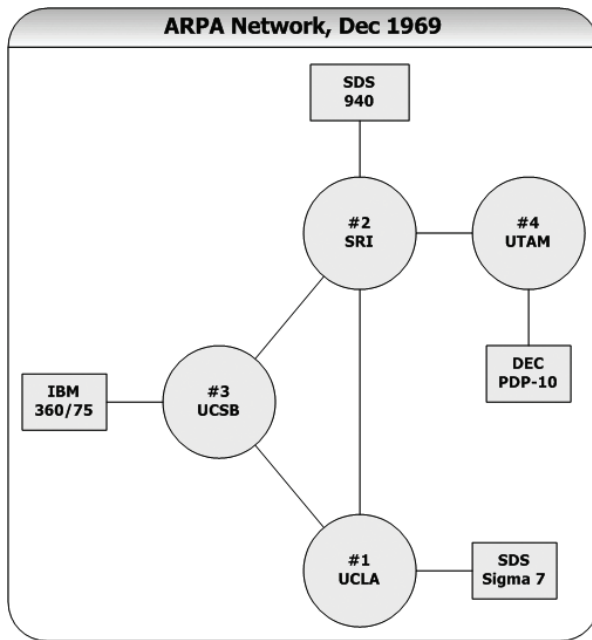 ARPA Network, Dec 1969
SDS
940
#2
SRI
#4
UTAM
DEC
PDP-10
IBM
360/75
#3
UCSB
#1
UCLA
SDS
Sigma 7